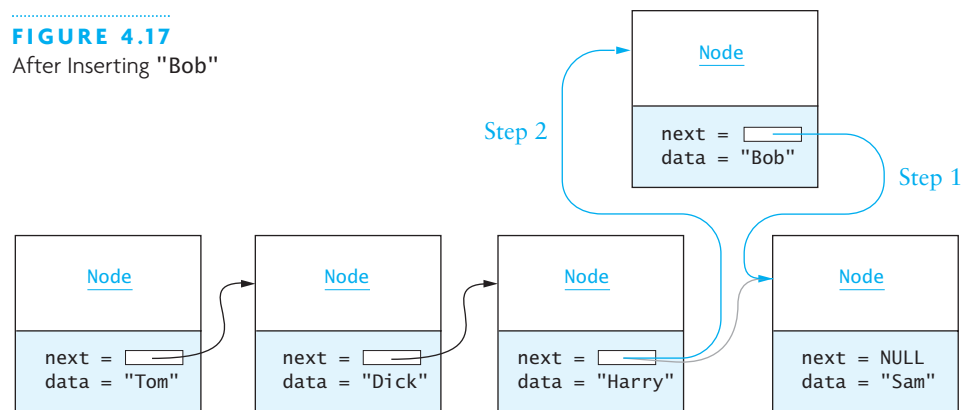 FIGURE 4.17
After Inserting "Bob"
Node
Step 2
next =
data = "Bob"
Step 1
Node
Node
Node
Node
next =
data = "Tom"
next =
data = "Dick"
next =
data = "Harry"
next = NULL
data = "Sam"